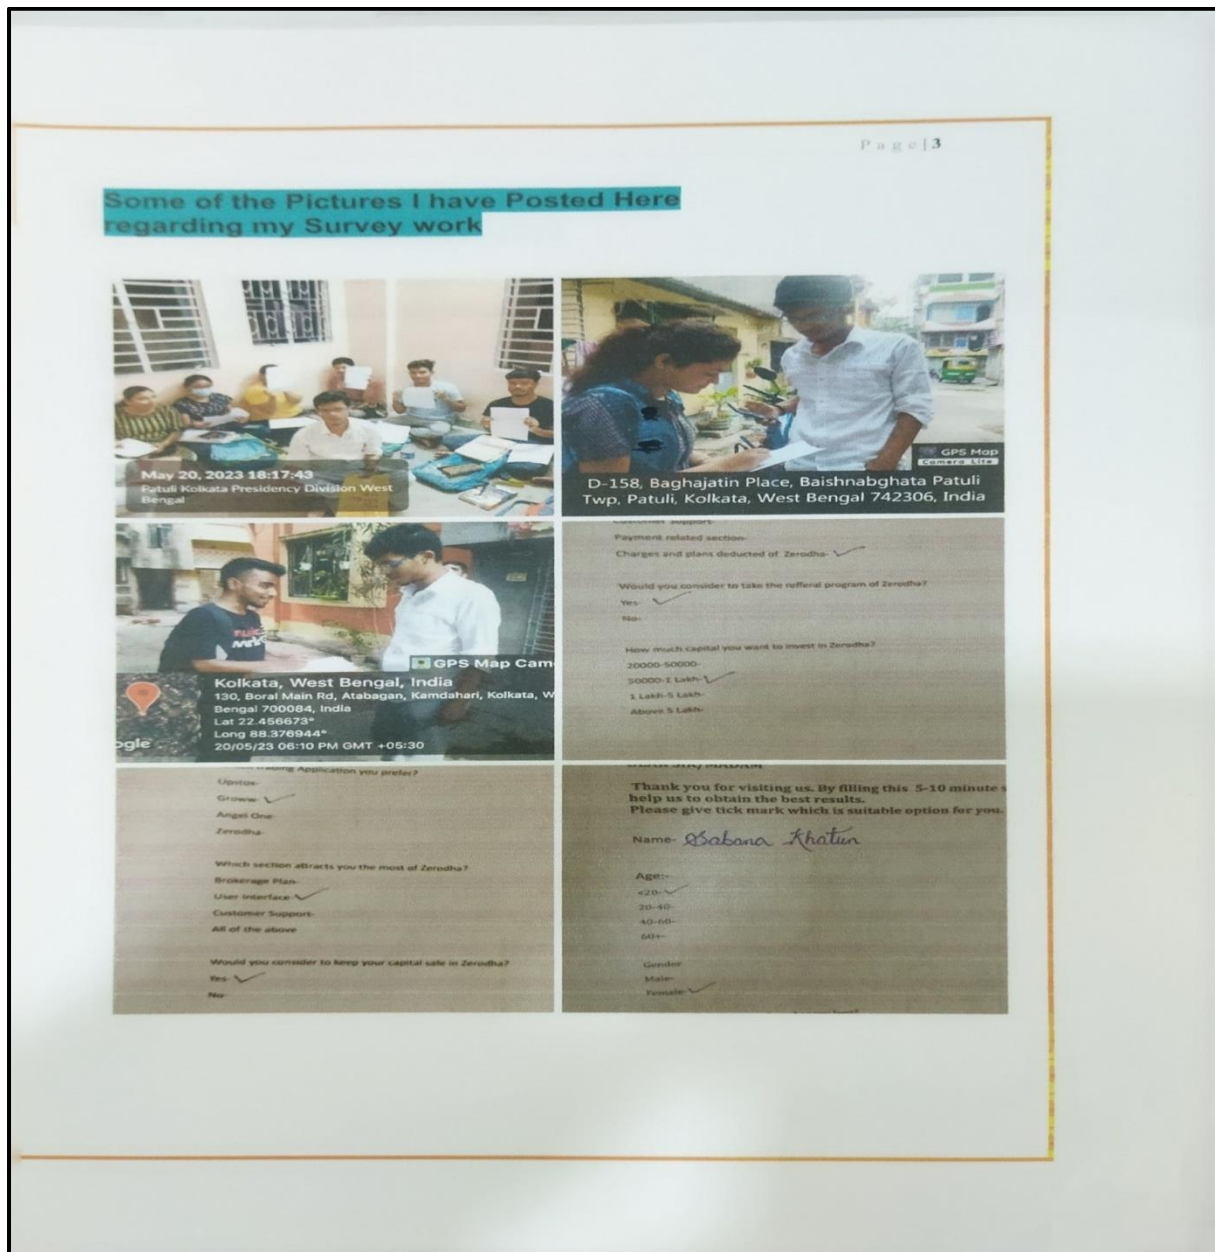 Page|3
Some of the Pictures I have Posted Here
regarding my Survey work
May 20, 2023 18:17:43
Patuli Kolkata Presidency Division West
Bengal
GPS Map
Camera Lite
D-158, Baghajatin Place, Baishnabghata Patuli
Twp, Patuli, Kolkata, West Bengal 742306, India
GPS Map Cam
Kolkata, West Bengal, India
130, Boral Main Rd, Atabagan, Kamdahari, Kolkata, W
Bengal 700084, India
Lat 22.456673°
Long 88.376944°
20/05/23 06:10 PM GMT +05:30
ogle
Customer Support-
Payment related section-
Charges and plans deducted of Zerodha-
Would you consider to take the refferal program of Zerodha?
Yes-
No-
How much capital you want to invest in Zerodha?
20000-50000-
50000-1 Lakh-
1 Lakh-5 Lakh-
Above 5 Lakh-
Application you prefer?
Upstox-
Groww-
Angel One-
Zerodha-
Which section attracts you the most of Zerodha?
Brokerage Plan-
User Interface-
Customer Support-
All of the above
Would you consider to keep your capital safe in Zerodha?
Yes-
No-
Thank you for visiting us. By filling this 5-10 minute s
help us to obtain the best results.
Please give tick mark which is suitable option for you.
Name- Sabana Khatun
Age:-
<20-
20-40-
40-60-
60+-
Gender
Male-
Female-